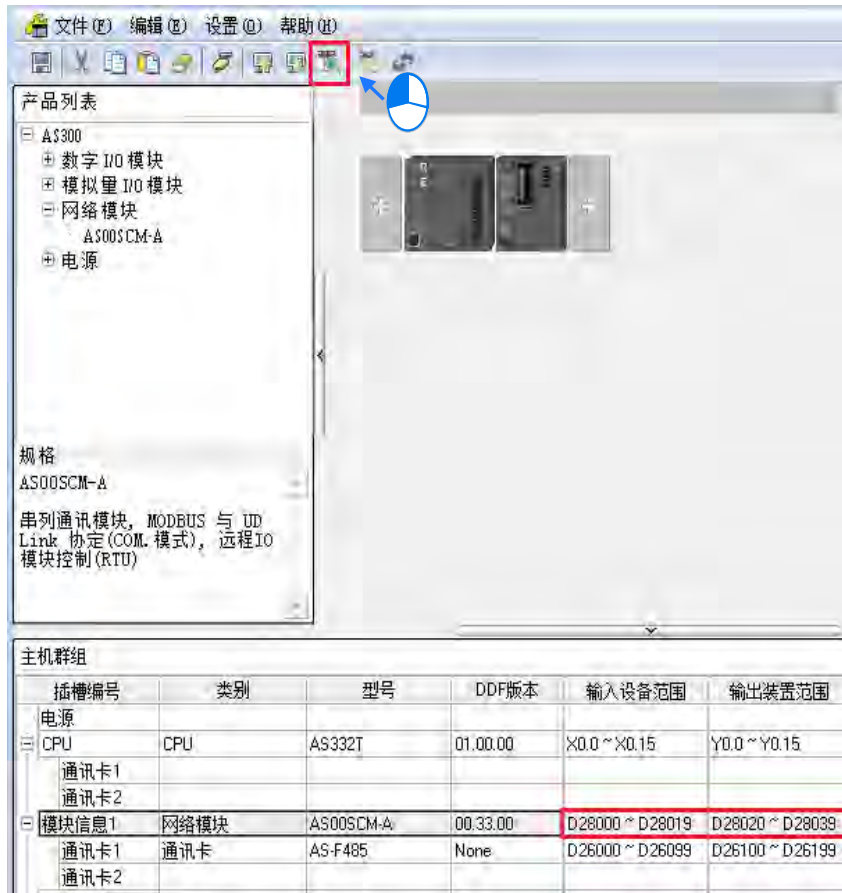 文件(F) 编辑(E) 设置(O) 帮助(H)
产品列表
AS300
数字 I/O 模块
模拟量 I/O 模块
网络模块
AS00SCM-A
电源
规格
AS00SCM-A
串列通讯模块, MODBUS 与 UD
Link 协定(COM.模式), 远程IO
模块控制(RTU)
主机群组
插槽编号 类别 型号 DDF版本 输入设备范围 输出装置范围
电源
CPU CPU AS332T 01.00.00 X0.0 ~ X0.15 Y0.0 ~ Y0.15
通讯卡1
通讯卡2
模块信息1 网络模块 AS00SCM-A 00.33.00 D28000 ~ D28019 D28020 ~ D28039
通讯卡1 通讯卡 AS-F485 None D26000 ~ D26099 D26100 ~ D26199
通讯卡2